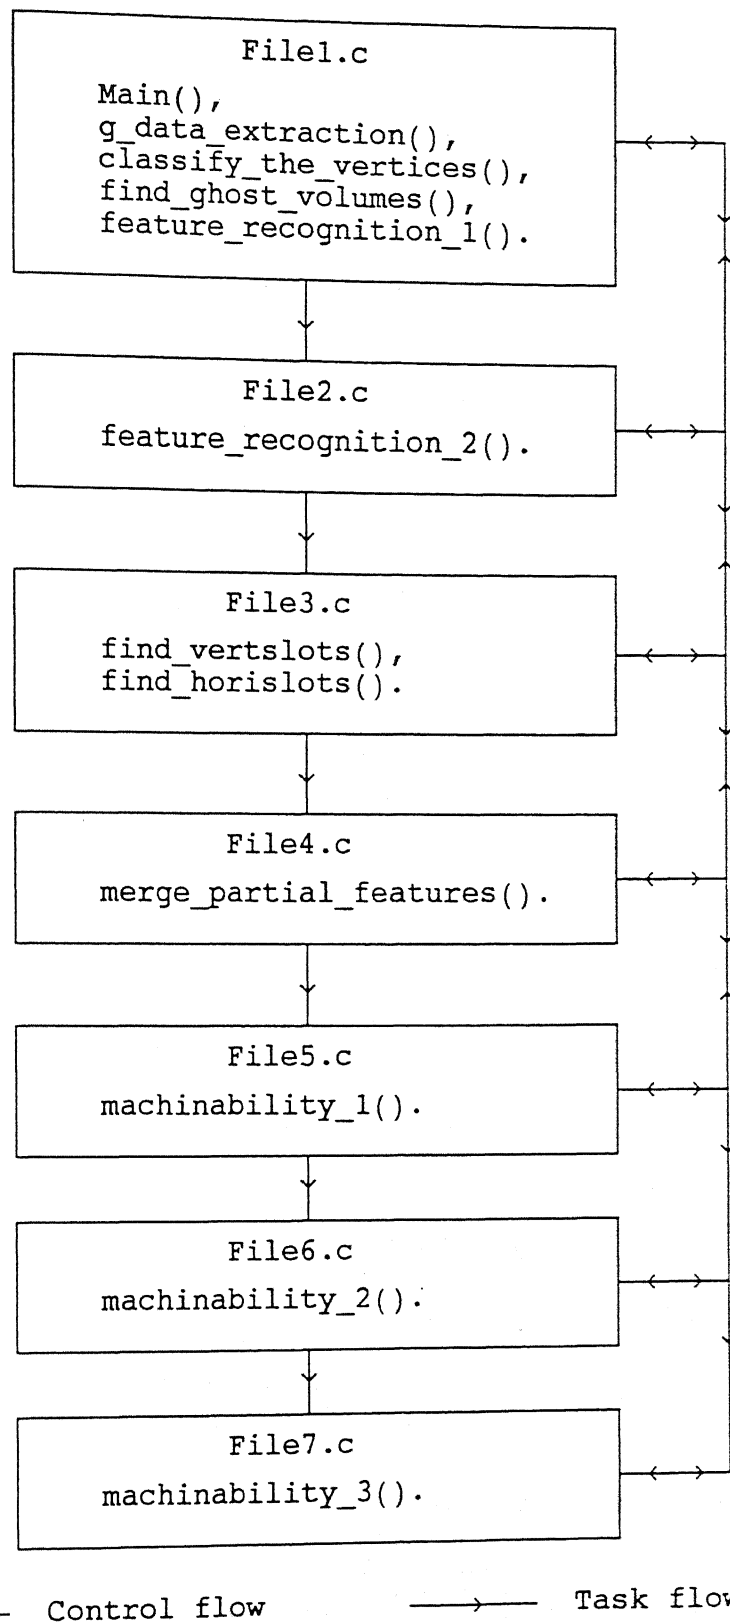 File1.c
Main(),
g_data_extraction(),
classify_the_vertices(),
find_ghost_volumes(),
feature_recognition_1().
File2.c
feature_recognition_2().
File3.c
find_vertslots(),
find_horislots().
File4.c
merge_partial_features().
File5.c
machinability_1().
File6.c
machinability_2().
File7.c
machinability_3().
Control flow Task flow